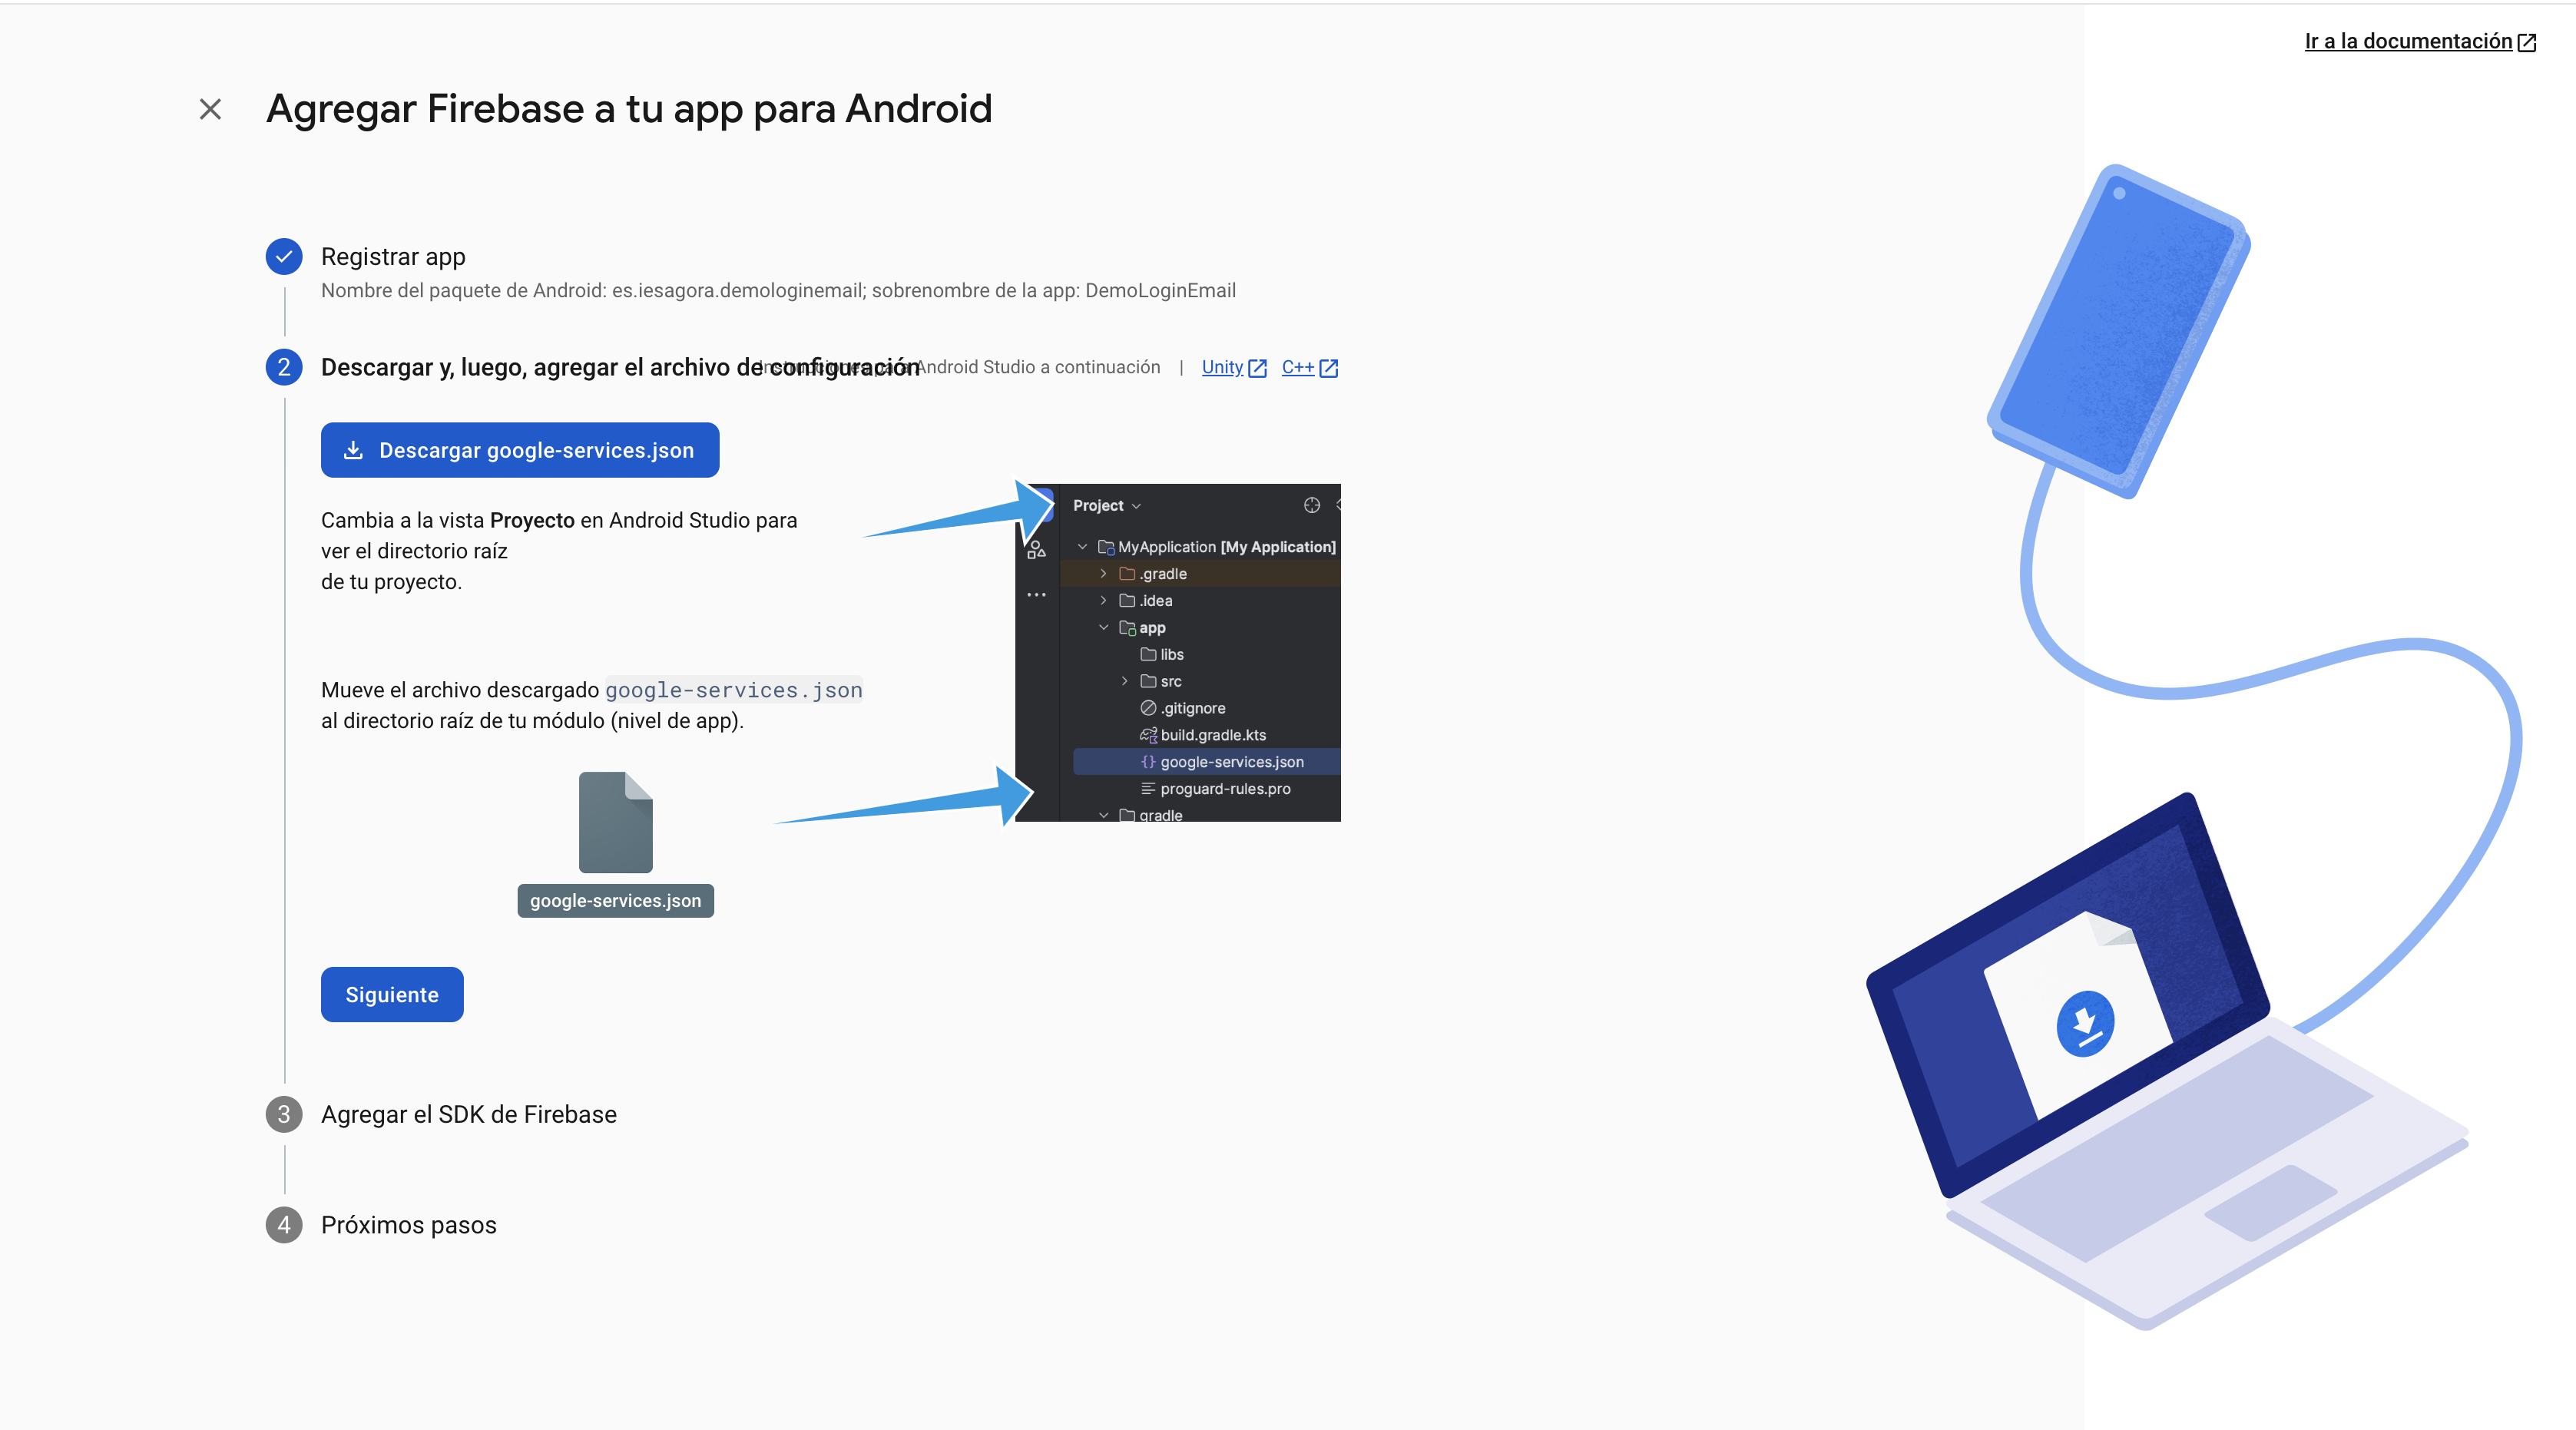 Ir a la documentación
Agregar Firebase a tu app para Android
Registrar app
Nombre del paquete de Android: es.iesagora.demologinemail; sobrenombre de la app: DemoLoginEmail
2 Descargar y, luego, agregar el archivo de configuración
Android Studio a continuación | Unity C++
Descargar google-services.json
Cambia a la vista Proyecto en Android Studio para
ver el directorio raíz
de tu proyecto.
Mueve el archivo descargado google-services.json
al directorio raíz de tu módulo (nivel de app).
google-services.json
Project
MyApplication [My Application]
.gradle
.idea
app
libs
src
.gitignore
build.gradle.kts
google-services.json
proguard-rules.pro
gradle
Siguiente
3 Agregar el SDK de Firebase
4 Próximos pasos